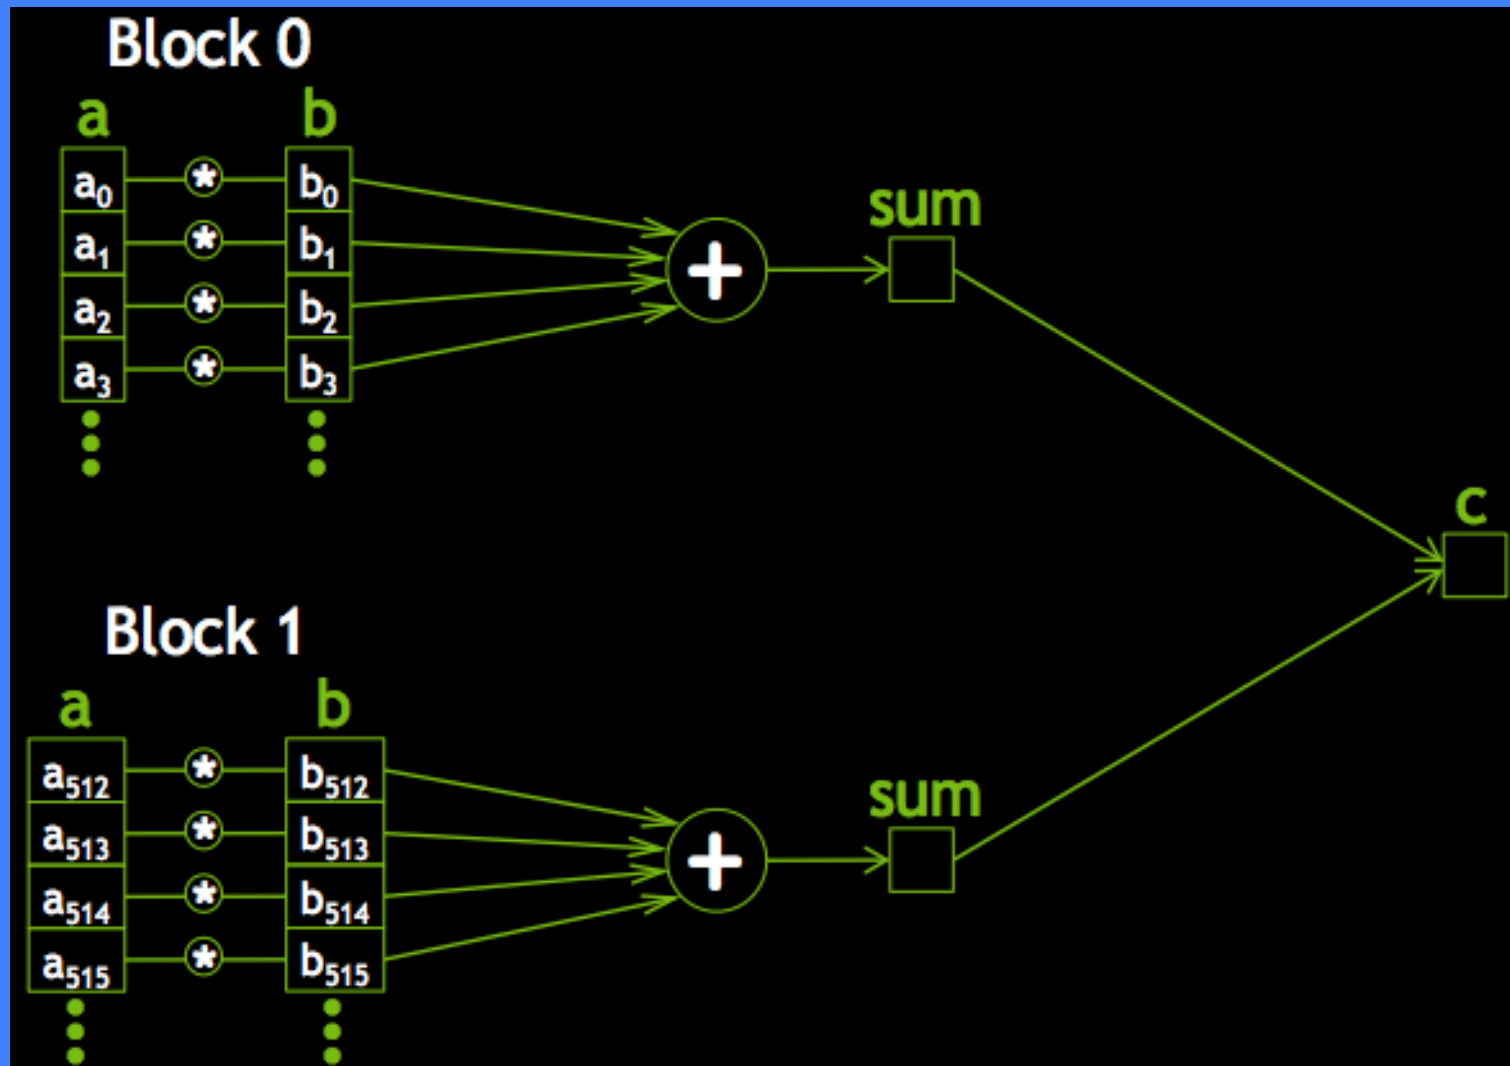 Block 0
a b
a0 * b0
sum
a1 * b1
+
a2 * b2
a3 * b3
c
Block 1
a b
a512 * b512
sum
a513 * b513
+
a514 * b514
a515 * b515